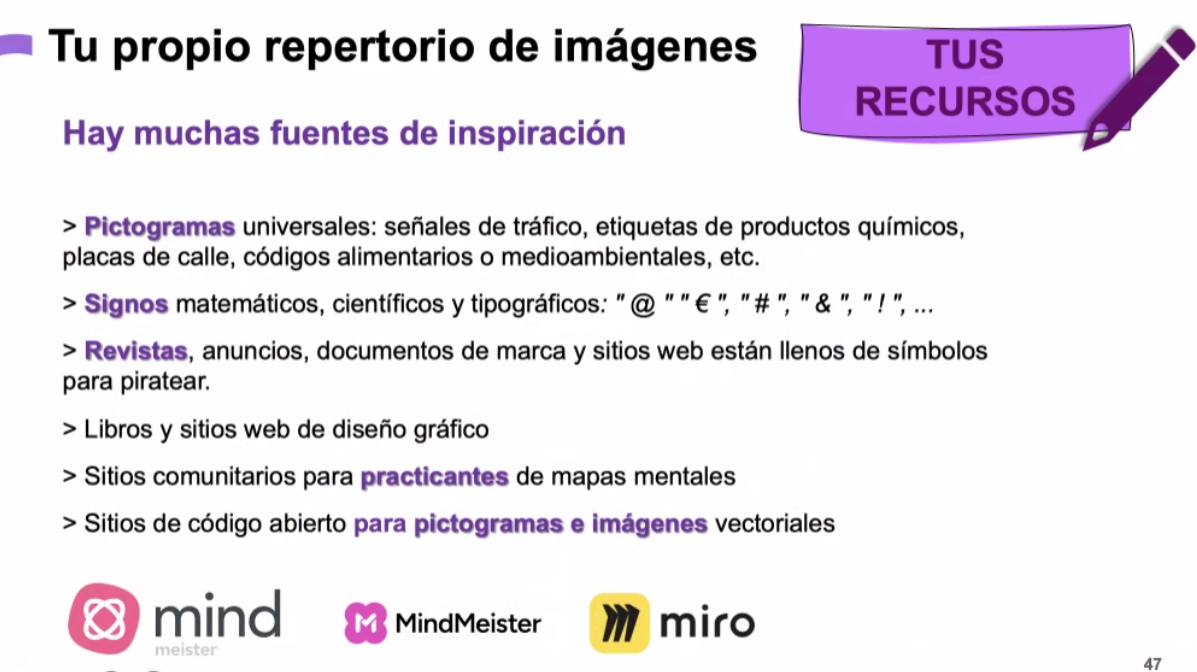 Tu propio repertorio de imágenes
TUS
RECURSOS
Hay muchas fuentes de inspiración
> Pictogramas universales: señales de tráfico, etiquetas de productos químicos,
placas de calle, códigos alimentarios o medioambientales, etc.
> Signos matemáticos, científicos y tipográficos: " @ " " € ", " # ", " & ", " ! ", ...
> Revistas, anuncios, documentos de marca y sitios web están llenos de símbolos
para piratear.
> Libros y sitios web de diseño gráfico
> Sitios comunitarios para practicantes de mapas mentales
> Sitios de código abierto para pictogramas e imágenes vectoriales
mind
meister
MindMeister
miro
47